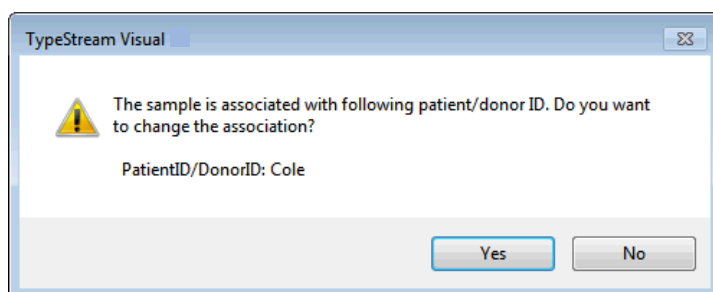 TypeStream Visual
The sample is associated with following patient/donor ID. Do you want
to change the association?
PatientID/DonorID: Cole
Yes
No